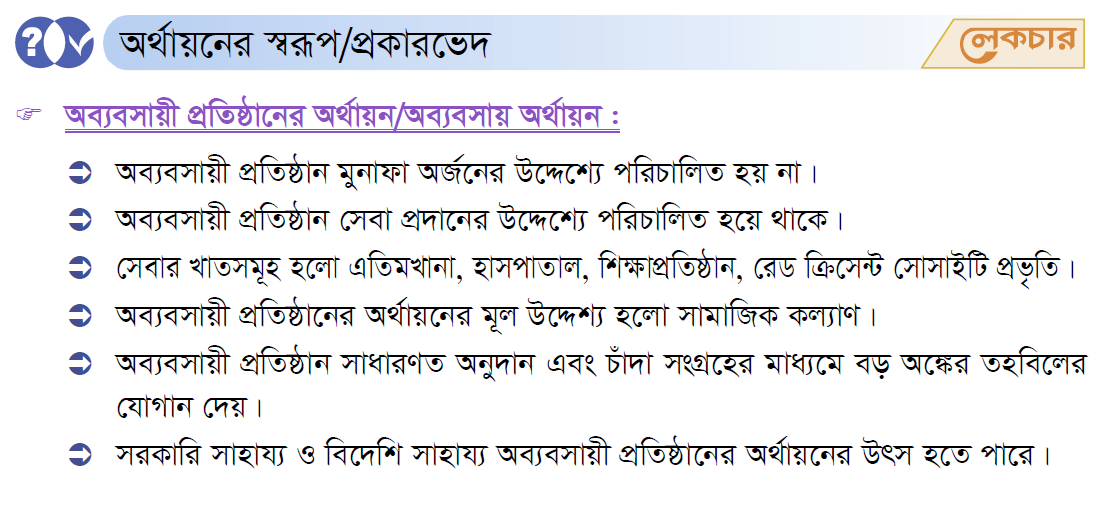 অর্থায়নের স্বরূপ/প্রকারভেদ
লেকচার
অব্যবসায়ী প্রতিষ্ঠানের অর্থায়ন/অব্যবসায় অর্থায়ন :
অব্যবসায়ী প্রতিষ্ঠান মুনাফা অর্জনের উদ্দেশ্যে পরিচালিত হয় না।
অব্যবসায়ী প্রতিষ্ঠান সেবা প্রদানের উদ্দেশ্যে পরিচালিত হয়ে থাকে।
সেবার খাতসমূহ হলো এতিমখানা, হাসপাতাল, শিক্ষাপ্রতিষ্ঠান, রেড ক্রিসেন্ট সোসাইটি প্রভৃতি।
অব্যবসায়ী প্রতিষ্ঠানের অর্থায়নের মূল উদ্দেশ্য হলো সামাজিক কল্যাণ।
অব্যবসায়ী প্রতিষ্ঠান সাধারণত অনুদান এবং চাঁদা সংগ্রহের মাধ্যমে বড় অঙ্কের তহবিলের
যোগান দেয়।
সরকারি সাহায্য ও বিদেশি সাহায্য অব্যবসায়ী প্রতিষ্ঠানের অর্থায়নের উৎস হতে পারে।